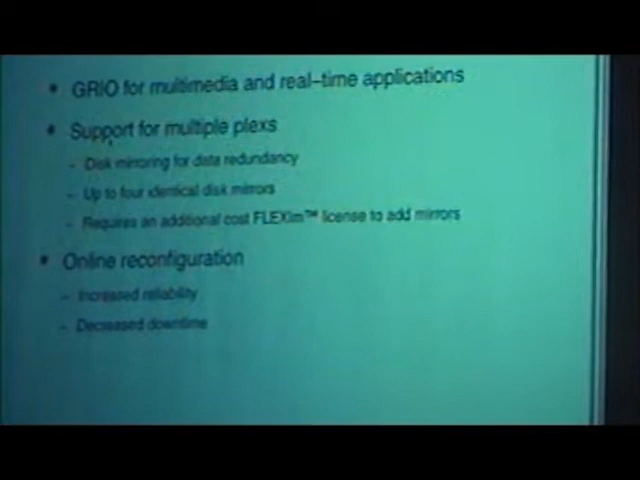 • GRIO for multimedia and real-time applications
• Support for multiple plexs
- Disk mirroring for data redundancy
- Up to four identical disk mirrors
- Requires an additional cost FLEXlm™ license to add mirrors
• Online reconfiguration
- Increased reliability
- Decreased downtime